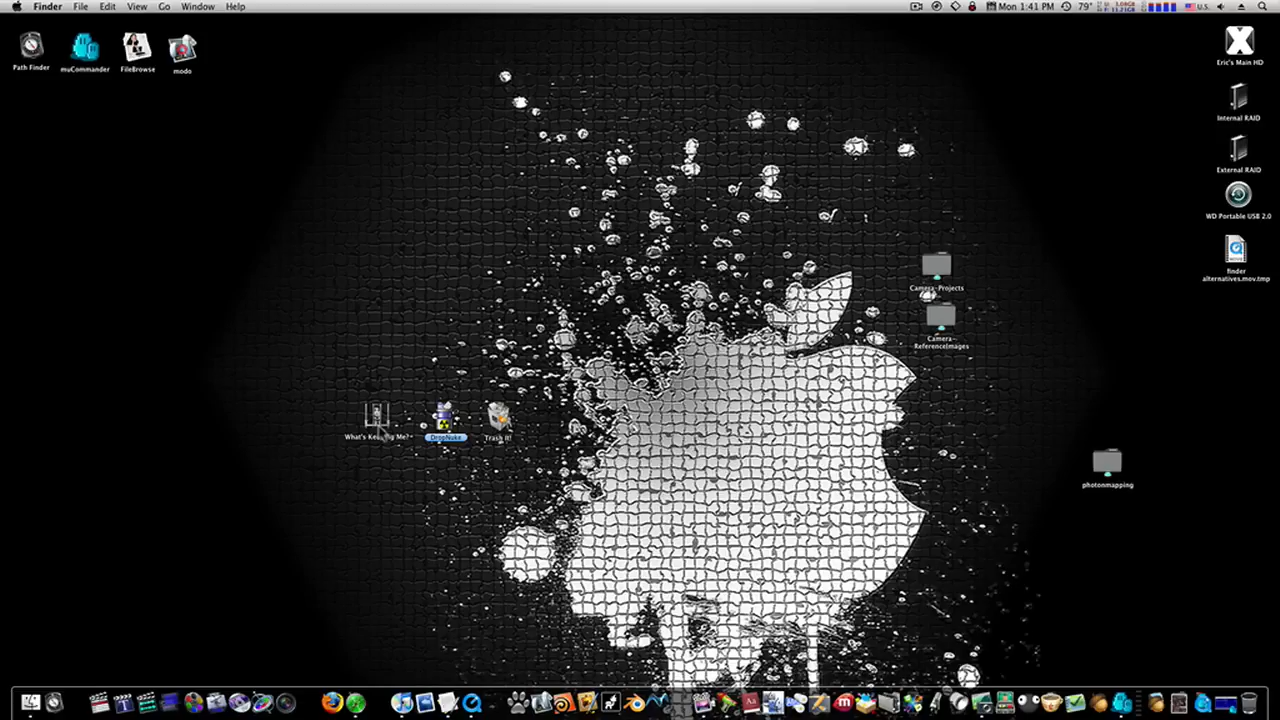 Finder File Edit View Go Window Help
Mon 1:41 PM 79° U.S.
Path Finder
muCommander
FileBrowse
modo
Eric's Main HD
Internal RAID
External RAID
WD Portable USB 2.0
finder
alternatives.mov.tmp
Camera-Projects
Camera-
ReferenceImages
DropNuke
Trash It!
photonmapping